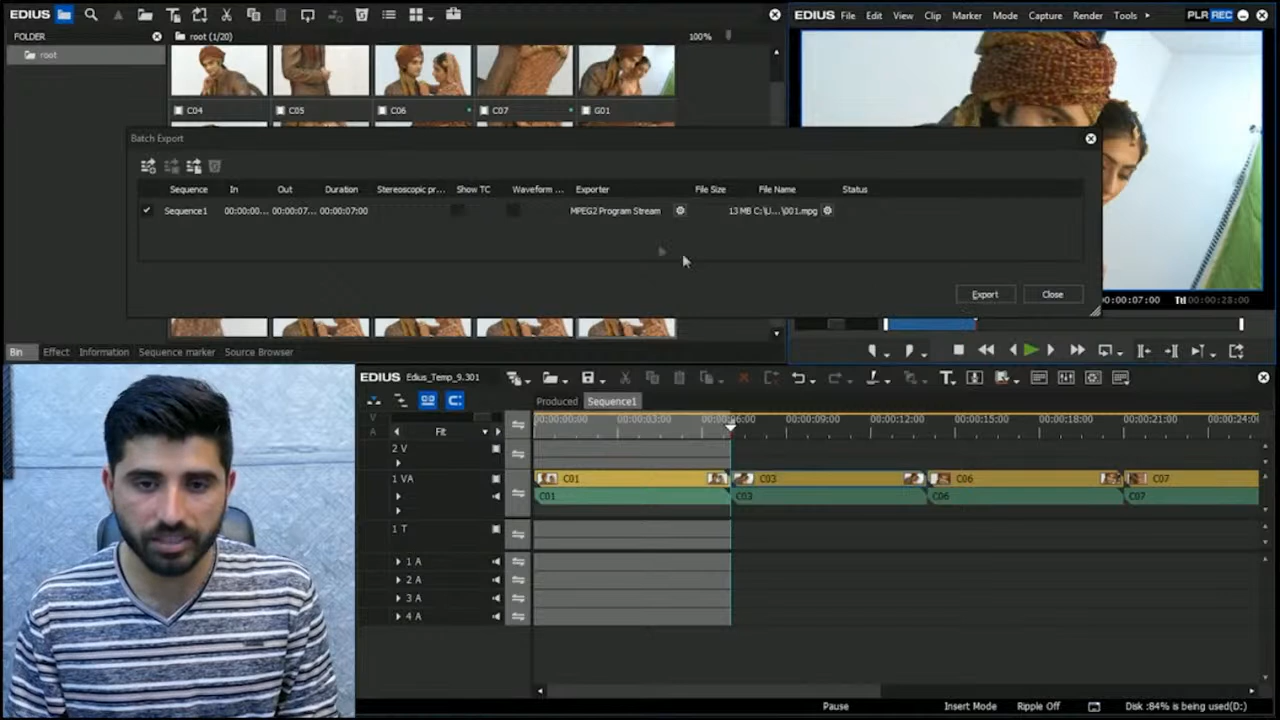 EDIUS
EDIUS File Edit View Clip Marker Mode Capture Render Tools PLR REC
FOLDER
root (1/20)
100%
root
C04 C05 C06 C07 G01
Batch Export
Sequence In Out Duration Stereoscopic pr... Show TC Waveform ... Exporter File Size File Name Status
Sequence1 00:00:00... 00:00:07... 00:00:07:00 MPEG2 Program Stream 13 MB C:\U...\001.mpg
Export Close
00:00:07:00 Ttl 00:00:28:00
Bin Effect Information Sequence marker Source Browser
EDIUS Edius_Temp_9.301
Produced Sequence1
V
A
Fit
00:00:00:00 00:00:03:00 00:00:06:00 00:00:09:00 00:00:12:00 00:00:15:00 00:00:18:00 00:00:21:00 00:00:24:0
2 V
1 VA
C01 C03 C06 C07
C01 C03 C06 C07
1 T
1 A
2 A
3 A
4 A
Pause Insert Mode Ripple Off Disk :84% is being used(D:)